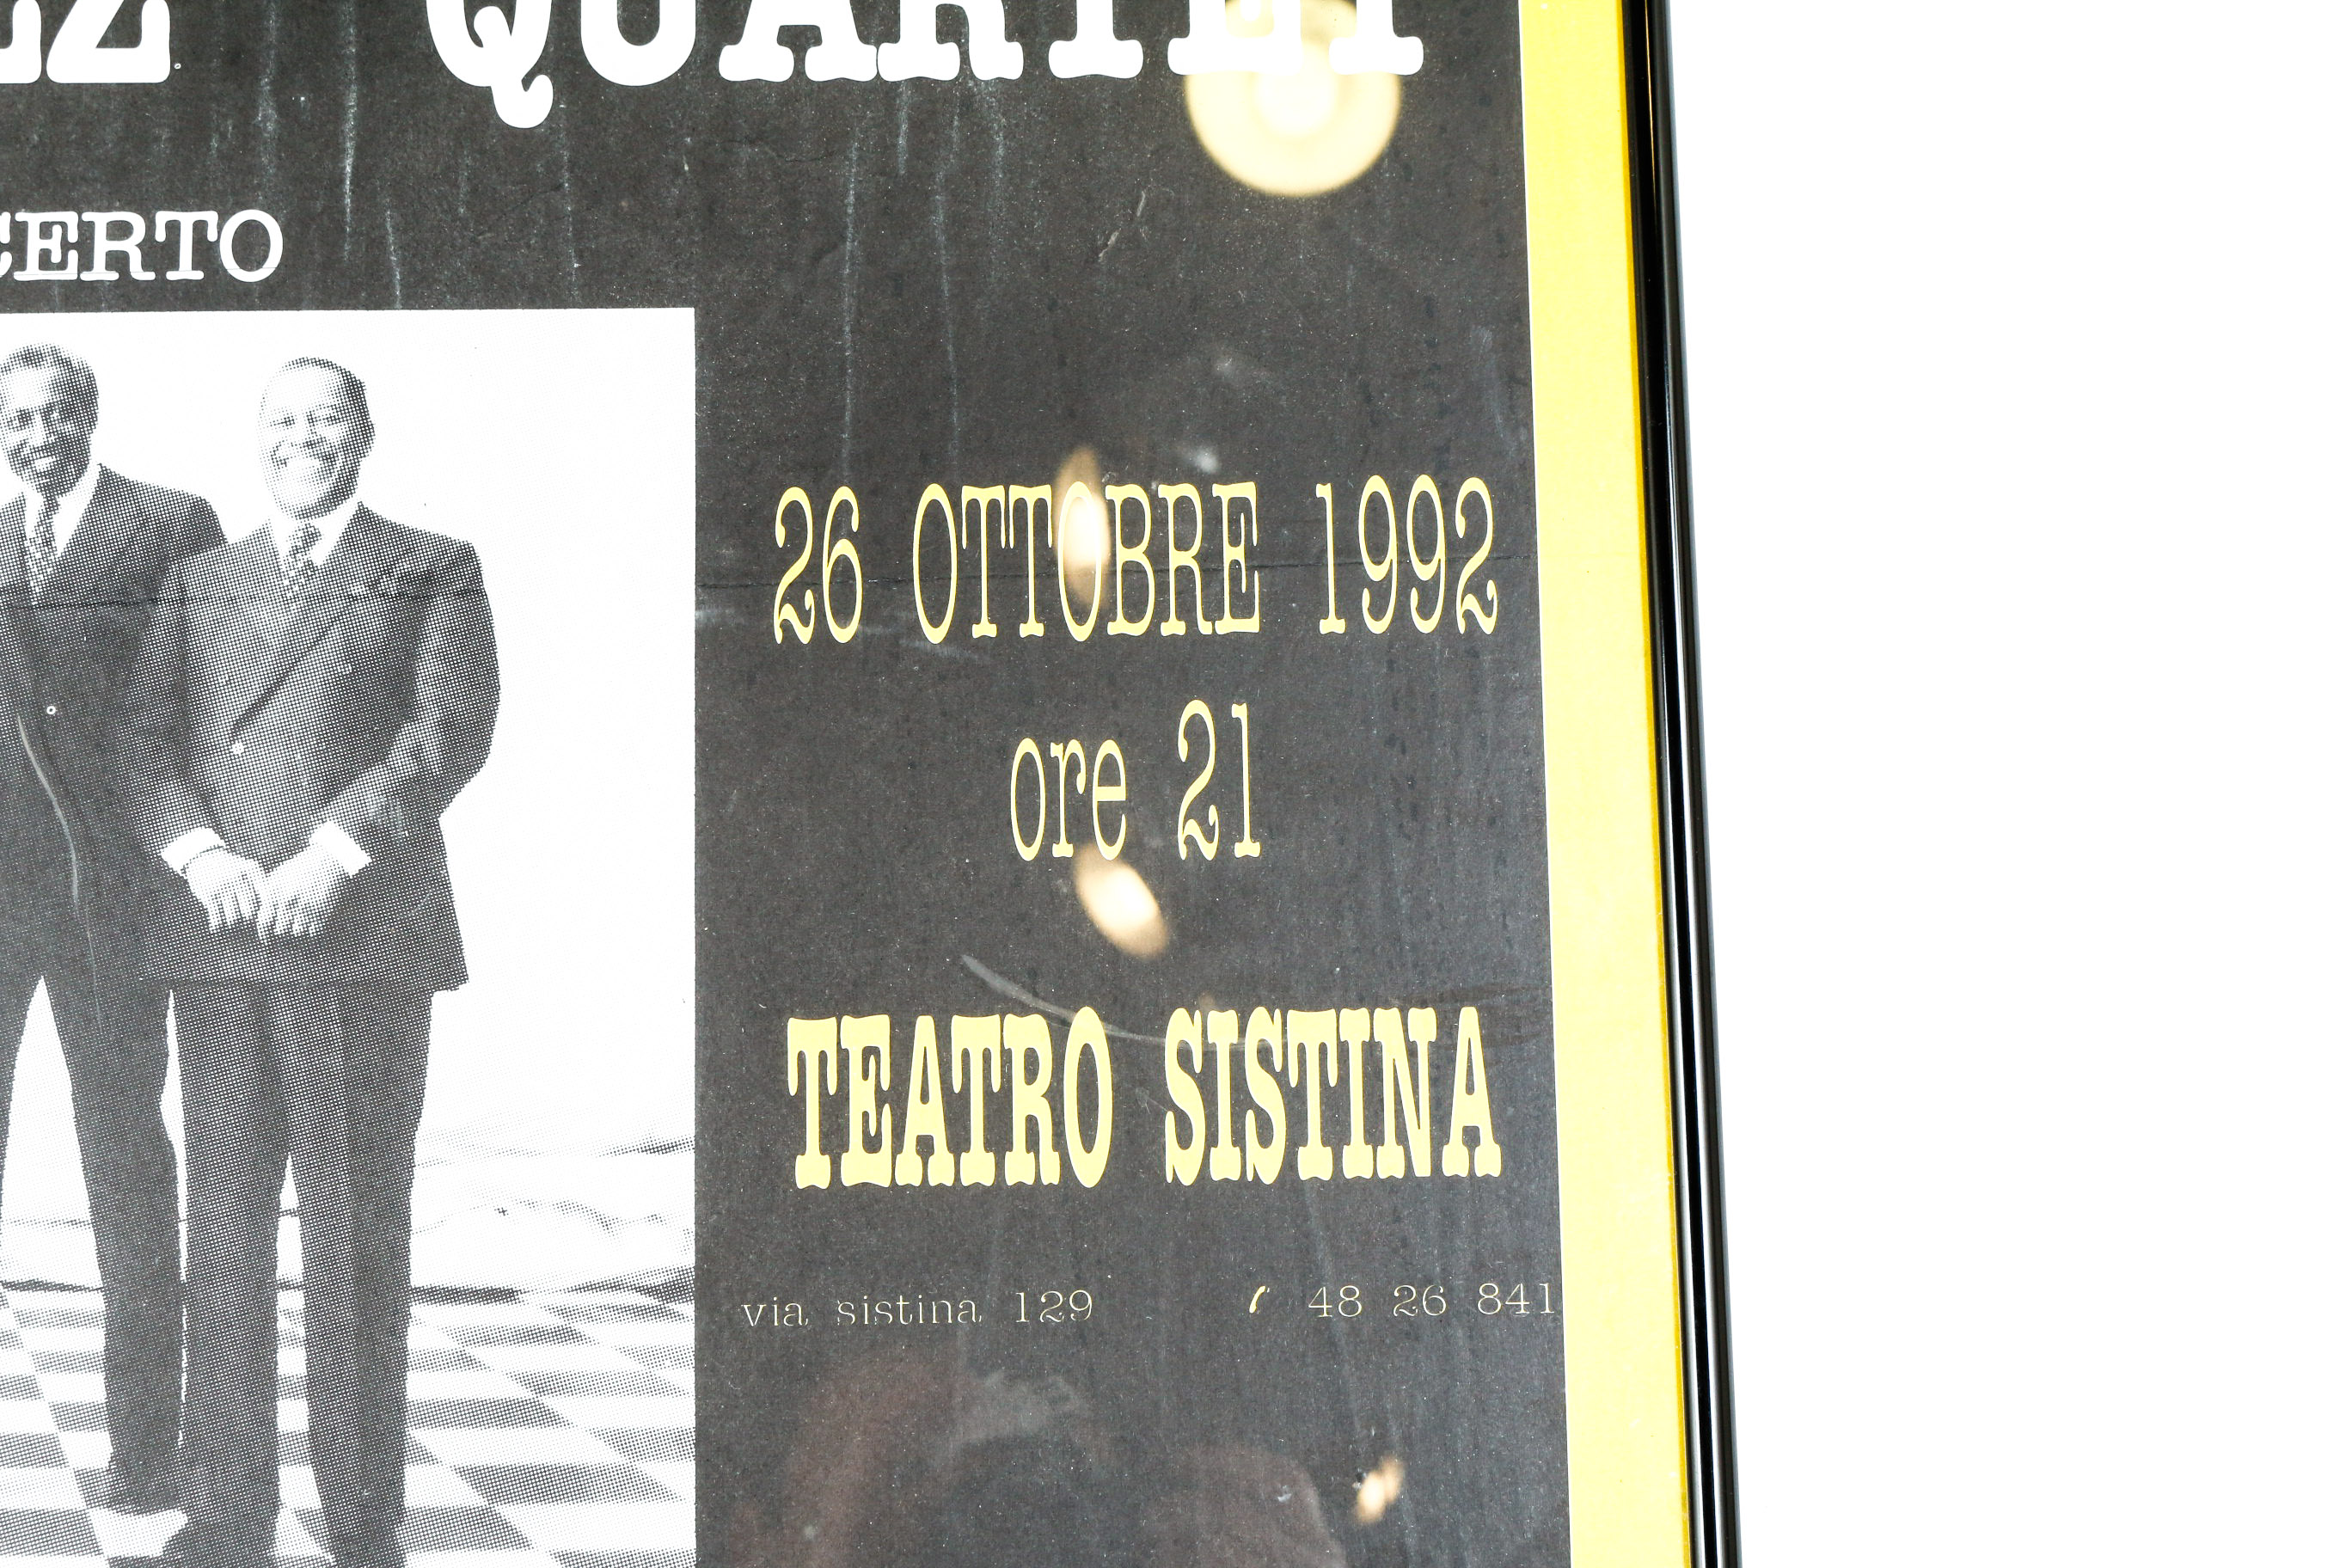 QUARTET
CERTO
26 OTTOBRE 1992
ore 21
TEATRO SISTINA
via sistina 129 48 26 841